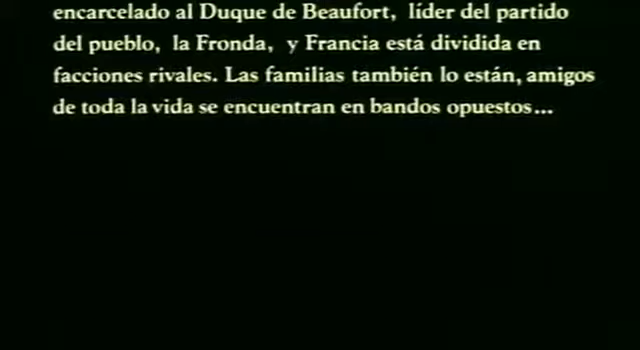 encarcelado al Duque de Beaufort, líder del partido
del pueblo, la Fronda, y Francia está dividida en
facciones rivales. Las familias también lo están, amigos
de toda la vida se encuentran en bandos opuestos...